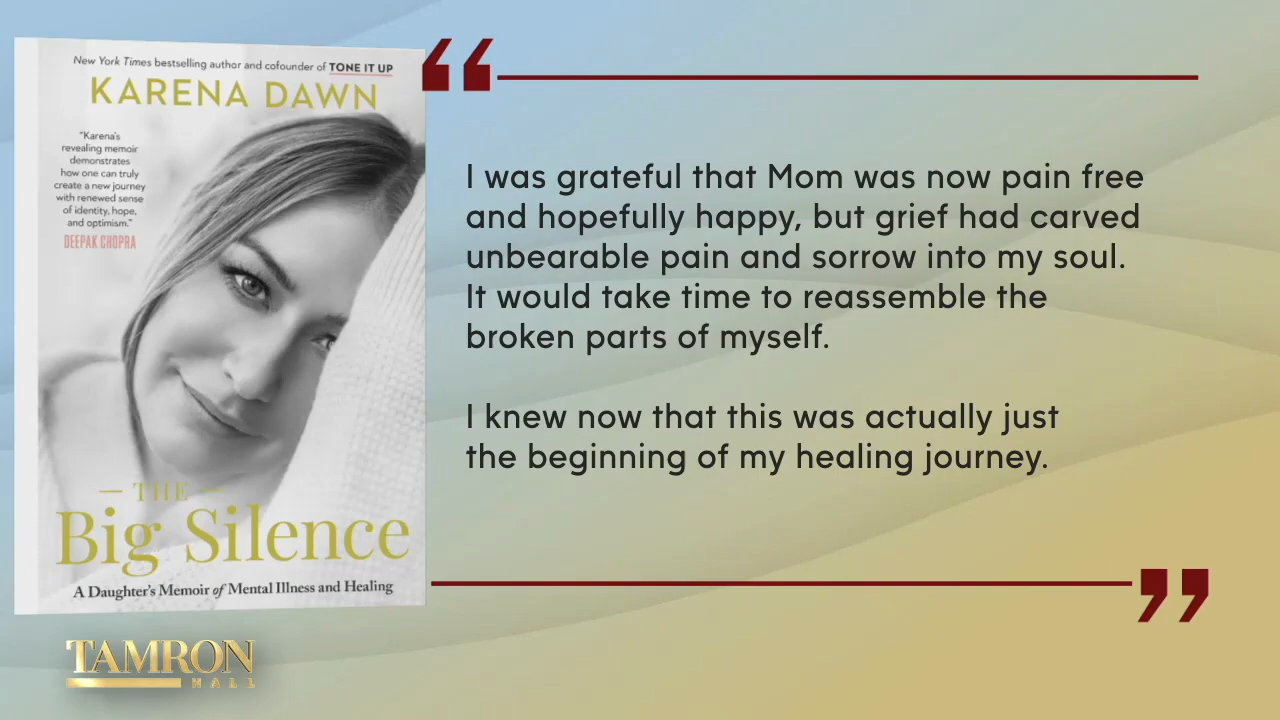 New York Times bestselling author and cofounder of TONE IT UP
KARENA DAWN
"Karena's
revealing memoir
demonstrates
how one can truly
create a new journey
with renewed sense
of identity, hope,
and optimism."
DEEPAK CHOPRA
— THE —
Big Silence
A Daughter's Memoir of Mental Illness and Healing
“
I was grateful that Mom was now pain free
and hopefully happy, but grief had carved
unbearable pain and sorrow into my soul.
It would take time to reassemble the
broken parts of myself.
I knew now that this was actually just
the beginning of my healing journey.
”
TAMRON
HALL